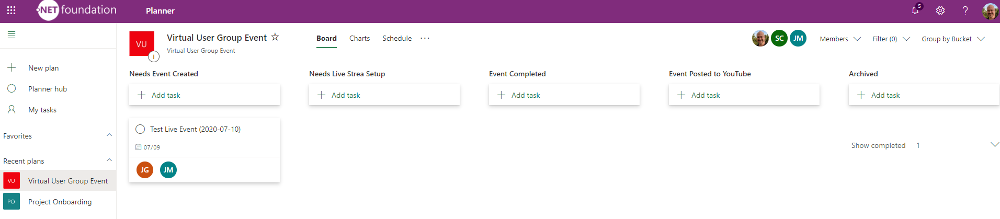 .NET foundation
Planner
5
?
New plan
Planner hub
My tasks
Favorites
Recent plans
VU Virtual User Group Event
PO Project Onboarding
VU
i
Virtual User Group Event
Virtual User Group Event
Board Charts Schedule ...
SC JM Members Filter (0) Group by Bucket
Needs Event Created
Add task
Test Live Event (2020-07-10)
07/09
JG JM
Needs Live Strea Setup
Add task
Event Completed
Add task
Event Posted to YouTube
Add task
Archived
Add task
Show completed 1